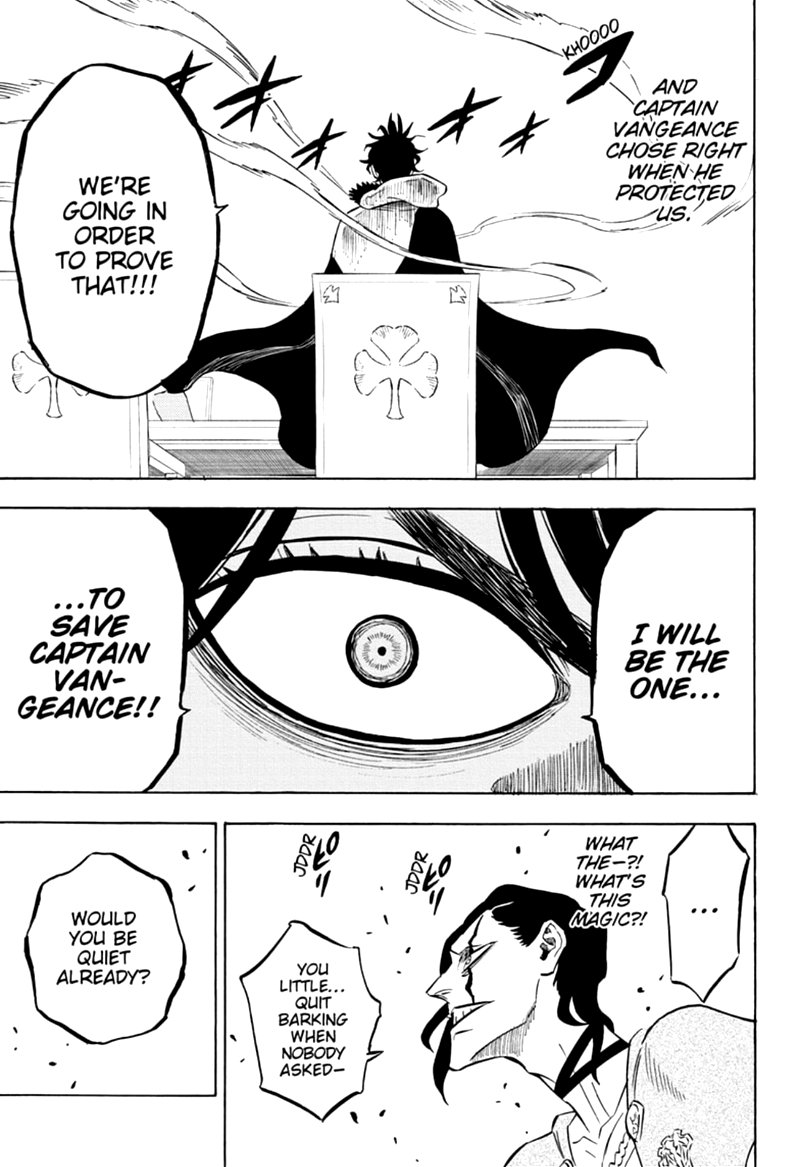 KHOOOO
AND
CAPTAIN
VANGEANCE
CHOSE RIGHT
WHEN HE
PROTECTED
US.
WE'RE
GOING IN
ORDER
TO PROVE
THAT!!!
I WILL
BE THE
ONE...
...TO
SAVE
CAPTAIN
VAN-
GEANCE!!
...
WHAT
THE—?!
WHAT'S
THIS
MAGIC?!
JDDR
JDDR
YOU
LITTLE...
QUIT
BARKING
WHEN
NOBODY
ASKED—
WOULD
YOU BE
QUIET
ALREADY?